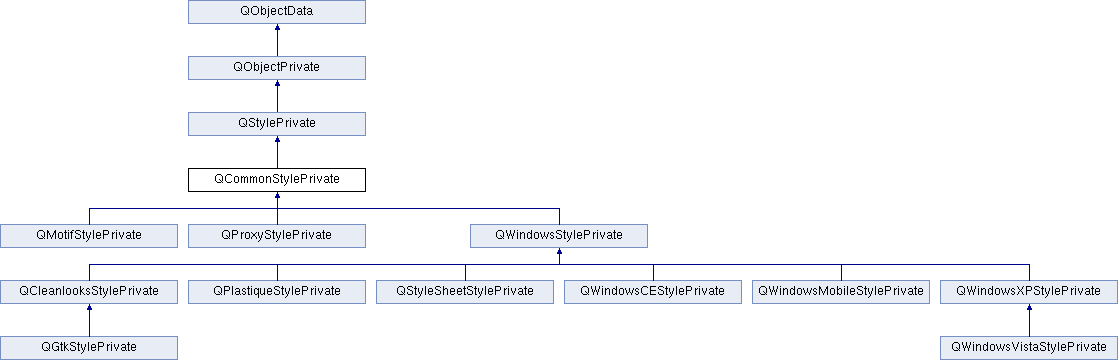 QObjectData
QObjectPrivate
QStylePrivate
QCommonStylePrivate
QMotifStylePrivate
QProxyStylePrivate
QWindowsStylePrivate
QCleanlooksStylePrivate
QPlastiqueStylePrivate
QStyleSheetStylePrivate
QWindowsCEStylePrivate
QWindowsMobileStylePrivate
QWindowsXPStylePrivate
QGtkStylePrivate
QWindowsVistaStylePrivate